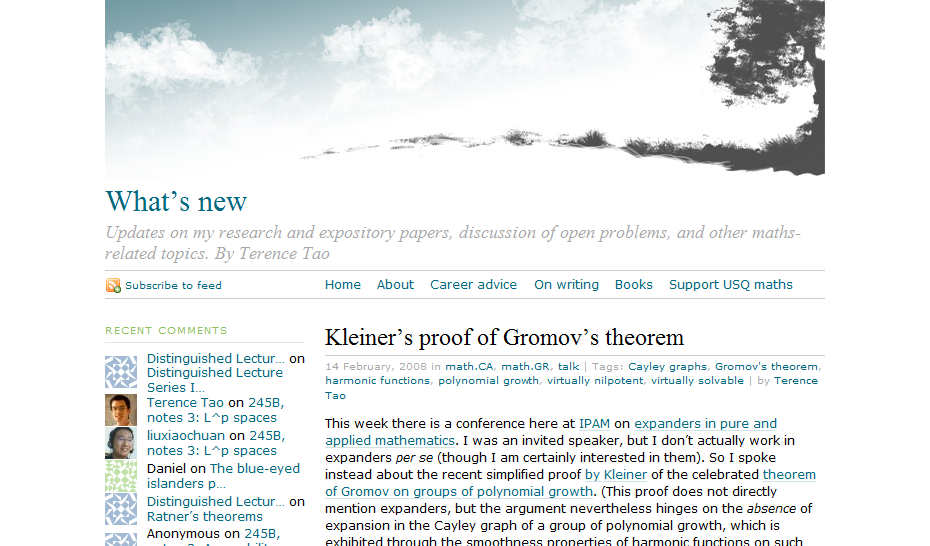 What's new
Updates on my research and expository papers, discussion of open problems, and other maths-
related topics. By Terence Tao
Subscribe to feed
Home About Career advice On writing Books Support USQ maths
RECENT COMMENTS
Distinguished Lectur... on
Distinguished Lecture
Series I...
Terence Tao on 245B,
notes 3: L^p spaces
liuxiaochuan on 245B,
notes 3: L^p spaces
Daniel on The blue-eyed
islanders p...
Distinguished Lectur... on
Ratner's theorems
Anonymous on 245B,
Kleiner's proof of Gromov's theorem
14 February, 2008 in math.CA, math.GR, talk | Tags: Cayley graphs, Gromov's theorem,
harmonic functions, polynomial growth, virtually nilpotent, virtually solvable | by Terence
Tao
This week there is a conference here at IPAM on expanders in pure and
applied mathematics. I was an invited speaker, but I don't actually work in
expanders per se (though I am certainly interested in them). So I spoke
instead about the recent simplified proof by Kleiner of the celebrated theorem
of Gromov on groups of polynomial growth. (This proof does not directly
mention expanders, but the argument nevertheless hinges on the absence of
expansion in the Cayley graph of a group of polynomial growth, which is
exhibited through the smoothness properties of harmonic functions on such